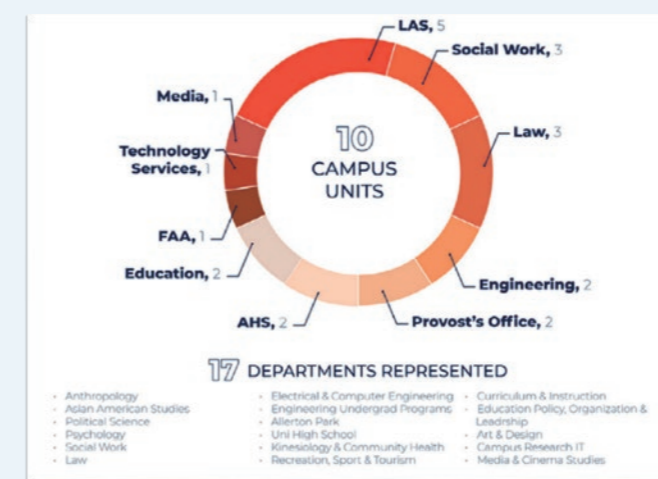 LAS, 5
Social Work, 3
Media, 1
Law, 3
Technology
Services, 1
10
CAMPUS
UNITS
FAA, 1
Education, 2
Engineering, 2
AHS, 2
Provost's Office, 2
17 DEPARTMENTS REPRESENTED
· Anthropology
· Asian American Studies
· Political Science
· Psychology
· Social Work
· Law
· Electrical & Computer Engineering
· Engineering Undergrad Programs
· Allerton Park
· Uni High School
· Kinesiology & Community Health
· Recreation, Sport & Tourism
· Curriculum & Instruction
· Education Policy, Organization &
Leadrship
· Art & Design
· Campus Research IT
· Media & Cinema Studies